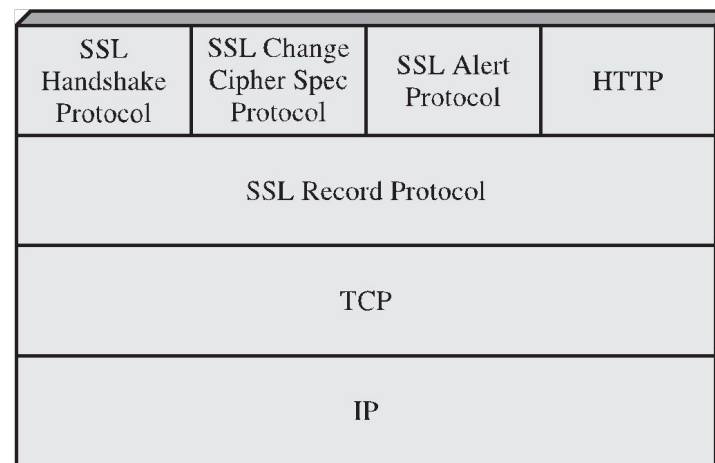 SSL
Handshake
Protocol
SSL Change
Cipher Spec
Protocol
SSL Alert
Protocol
HTTP
SSL Record Protocol
TCP
IP